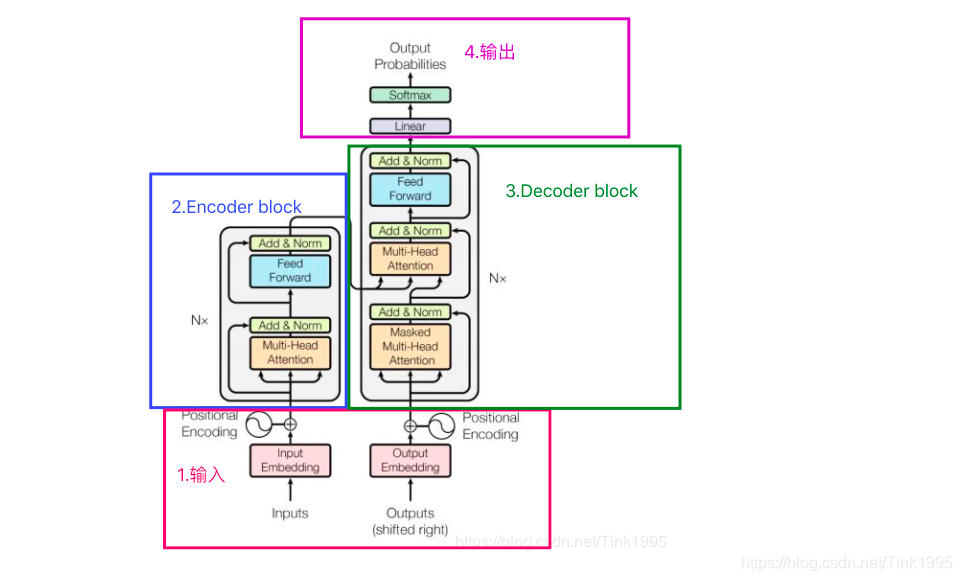 Output
Probabilities
4.输出
Softmax
Linear
Add & Norm
Feed
Forward
3.Decoder block
2.Encoder block
Add & Norm
Add & Norm
Multi-Head
Attention
Feed
Forward
N×
Add & Norm
N×
Add & Norm
Masked
Multi-Head
Attention
Multi-Head
Attention
Positional
Encoding
Positional
Encoding
Input
Embedding
Output
Embedding
1.输入
Inputs
Outputs
(shifted right)
https://blog.csdn.net/Tink1995
https://blog.csdn.net/Tink1995